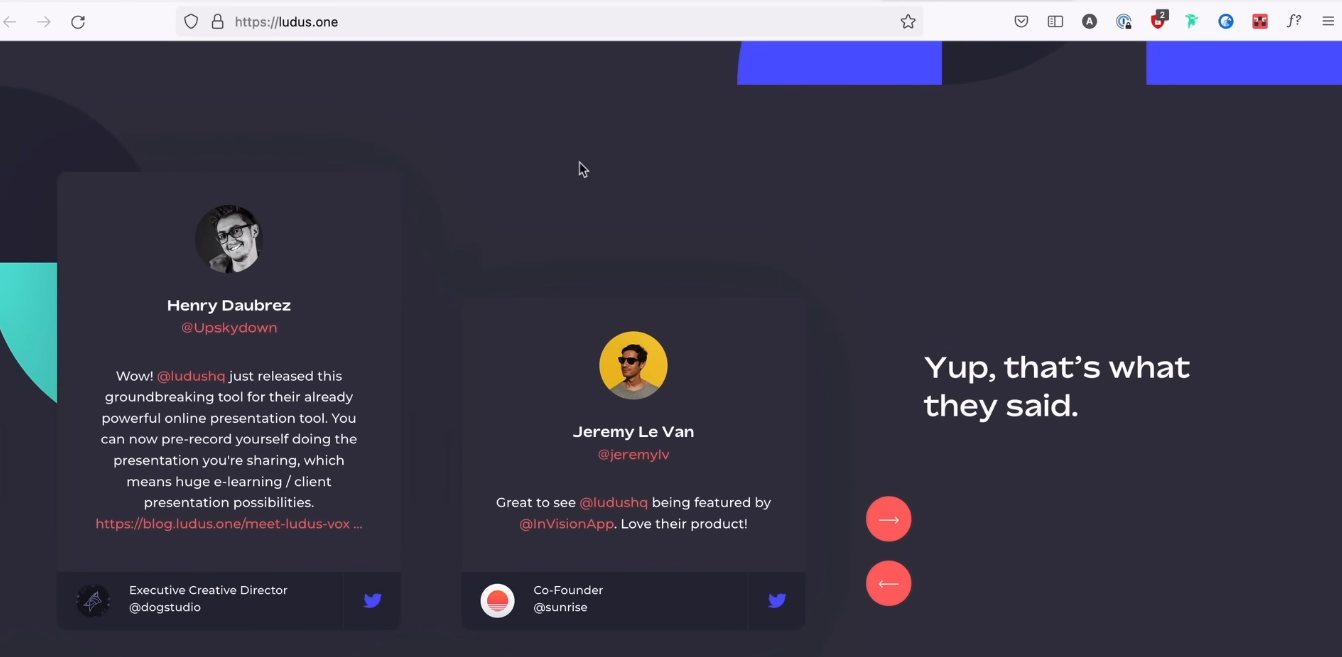 https://ludus.one
2
A
f?
Henry Daubrez
@Upskydown
Wow! @ludushq just released this
groundbreaking tool for their already
powerful online presentation tool. You
can now pre-record yourself doing the
presentation you're sharing, which
means huge e-learning / client
presentation possibilities.
https://blog.ludus.one/meet-ludus-vox ...
Executive Creative Director
@dogstudio
Jeremy Le Van
@jeremylv
Great to see @ludushq being featured by
@InVisionApp. Love their product!
Co-Founder
@sunrise
Yup, that’s what
they said.